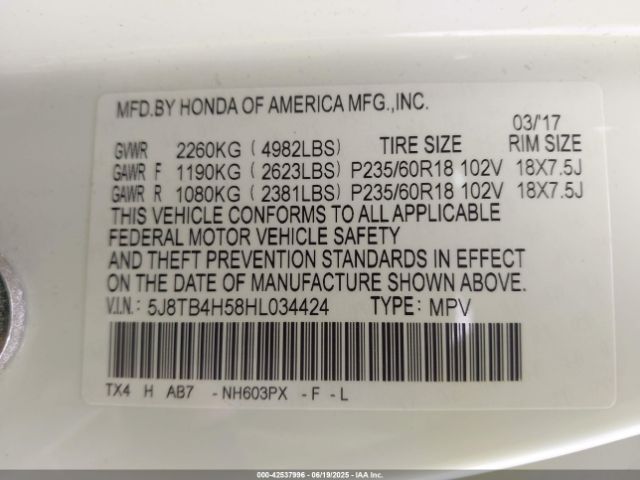 MFD.BY HONDA OF AMERICA MFG.,INC.
03/'17
GVWR 2260KG ( 4982LBS) TIRE SIZE RIM SIZE
GAWR F 1190KG ( 2623LBS) P235/60R18 102V 18X7.5J
GAWR R 1080KG ( 2381LBS) P235/60R18 102V 18X7.5J
THIS VEHICLE CONFORMS TO ALL APPLICABLE
FEDERAL MOTOR VEHICLE SAFETY
AND THEFT PREVENTION STANDARDS IN EFFECT
ON THE DATE OF MANUFACTURE SHOWN ABOVE.
V.I.N.: 5J8TB4H58HL034424 TYPE: MPV
TX4 H AB7 -NH603PX -F -L
000-42537996 - 06/19/2025 - IAA Inc.